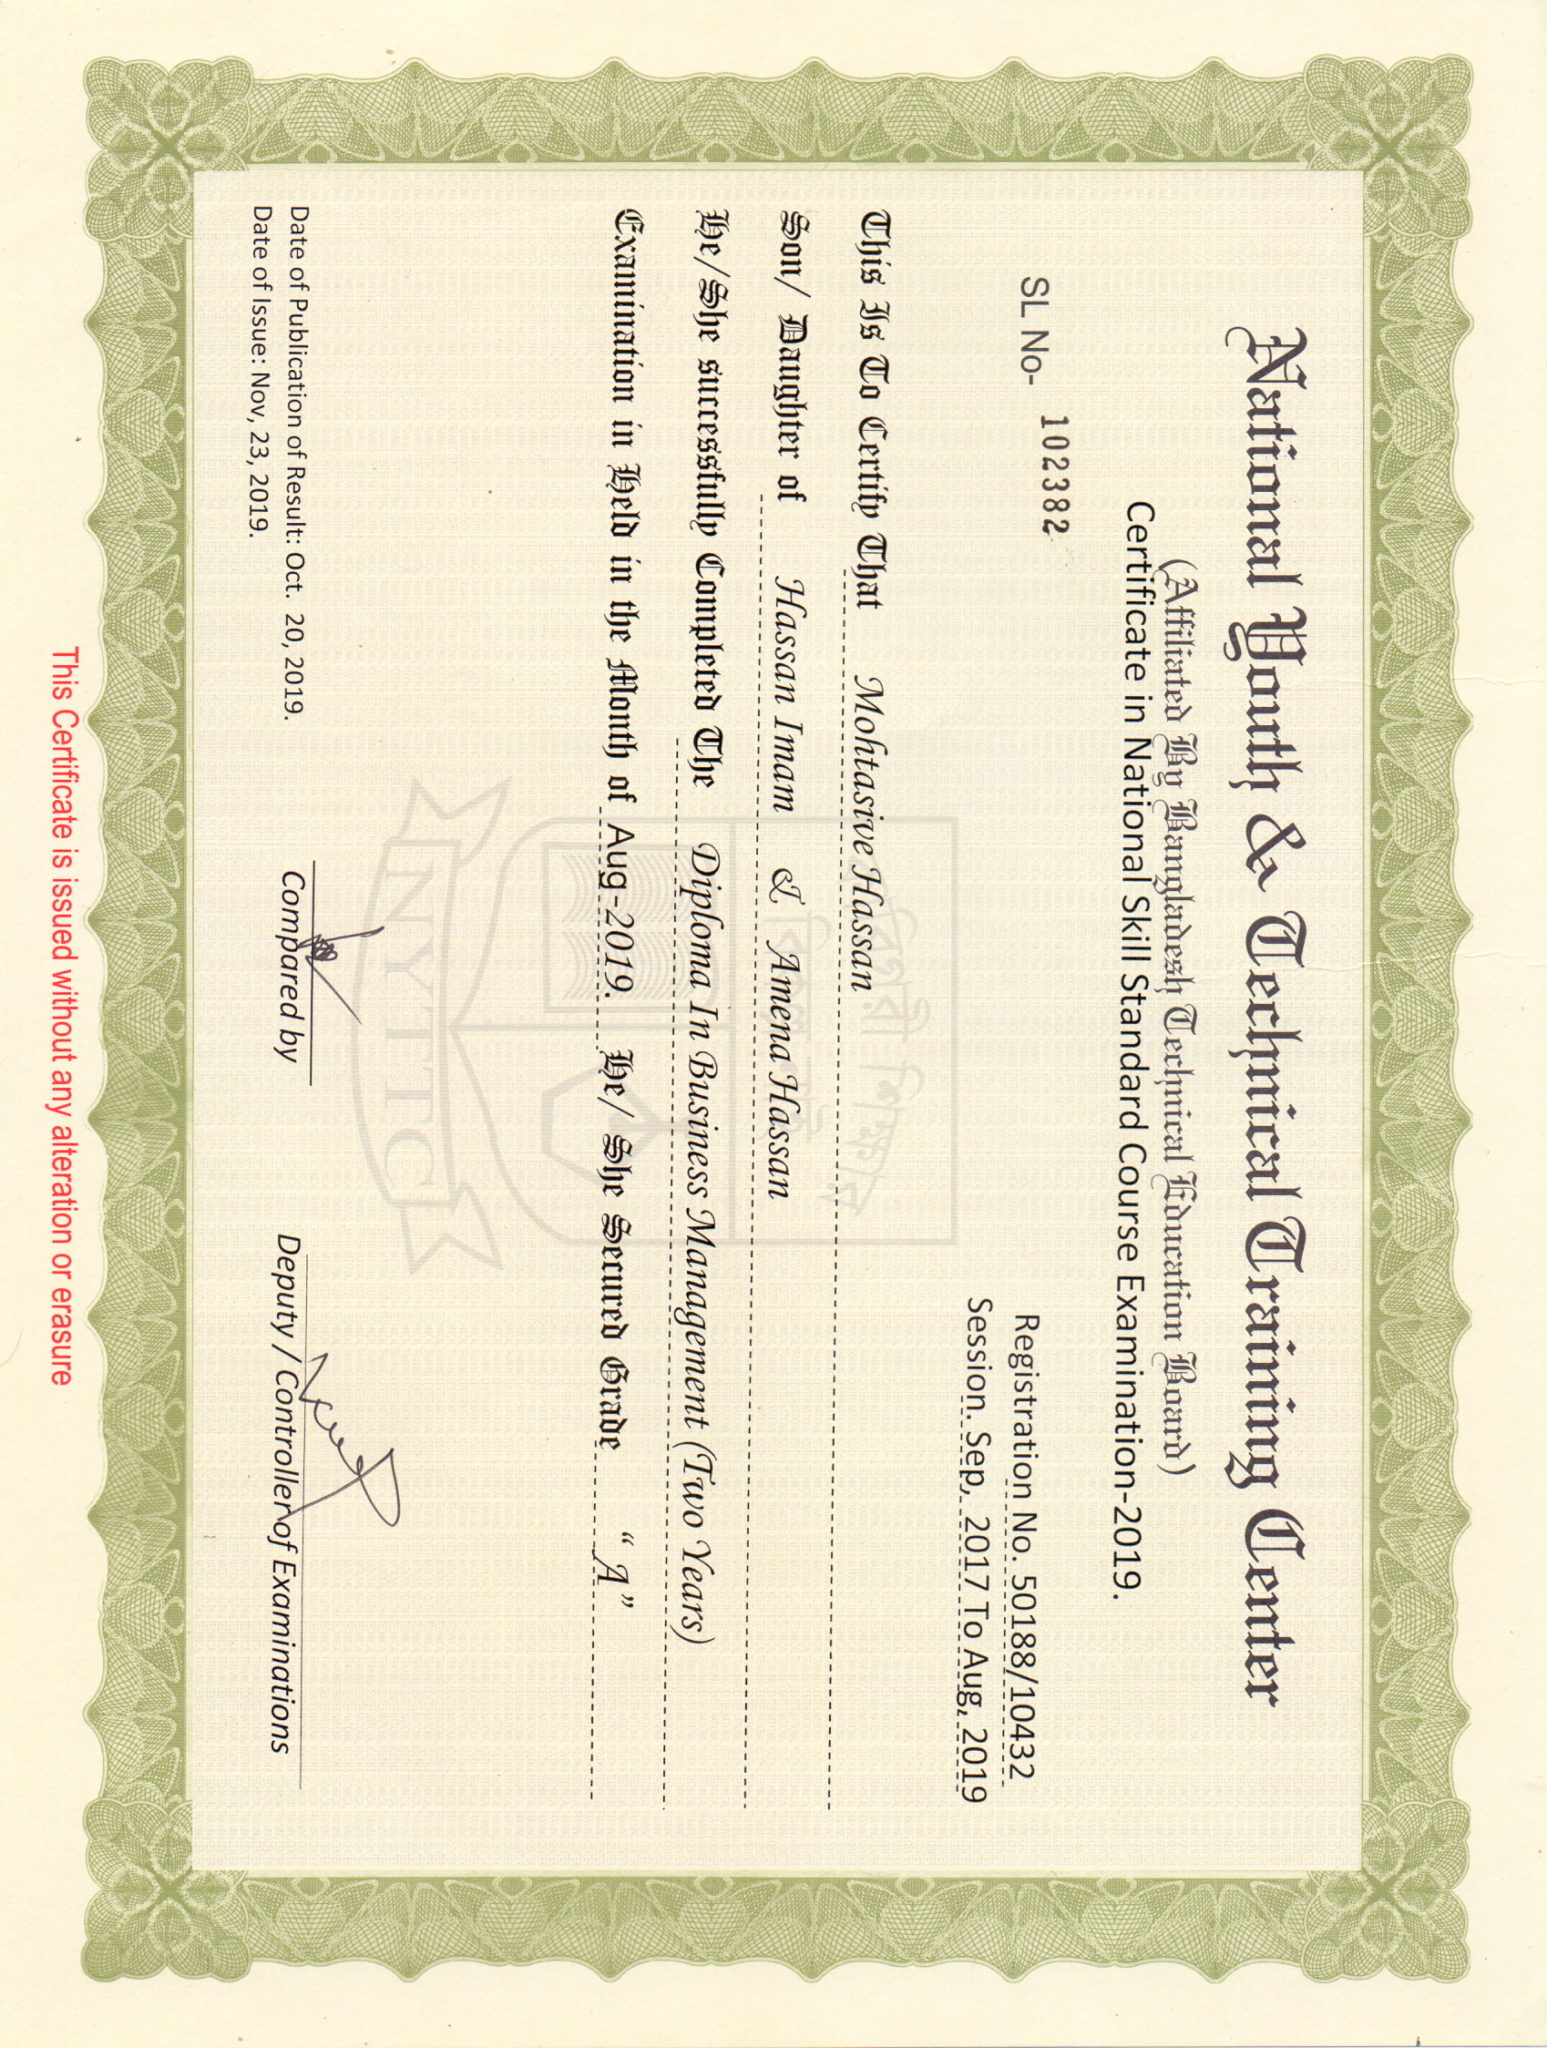 National Youth & Technical Training Center
(Affiliated By Bangladesh Technical Education Board)
Certificate in National Skill Standard Course Examination-2019.
SL No- 102382
Registration No. 50188/10432
Session. Sep, 2017 To Aug, 2019
This Is To Certify That Mohtasive Hassan
Son/ Daughter of Hassan Imam & Amena Hassan
He/She successfully Completed The Diploma In Business Management (Two Years)
Examination in Held in the Month of Aug-2019. He/ She Secured Grade "A"
NYTTC
Date of Publication of Result: Oct. 20, 2019.
Date of Issue: Nov, 23, 2019.
Compared by
Deputy / Controller of Examinations
This Certificate is issued without any alteration or erasure